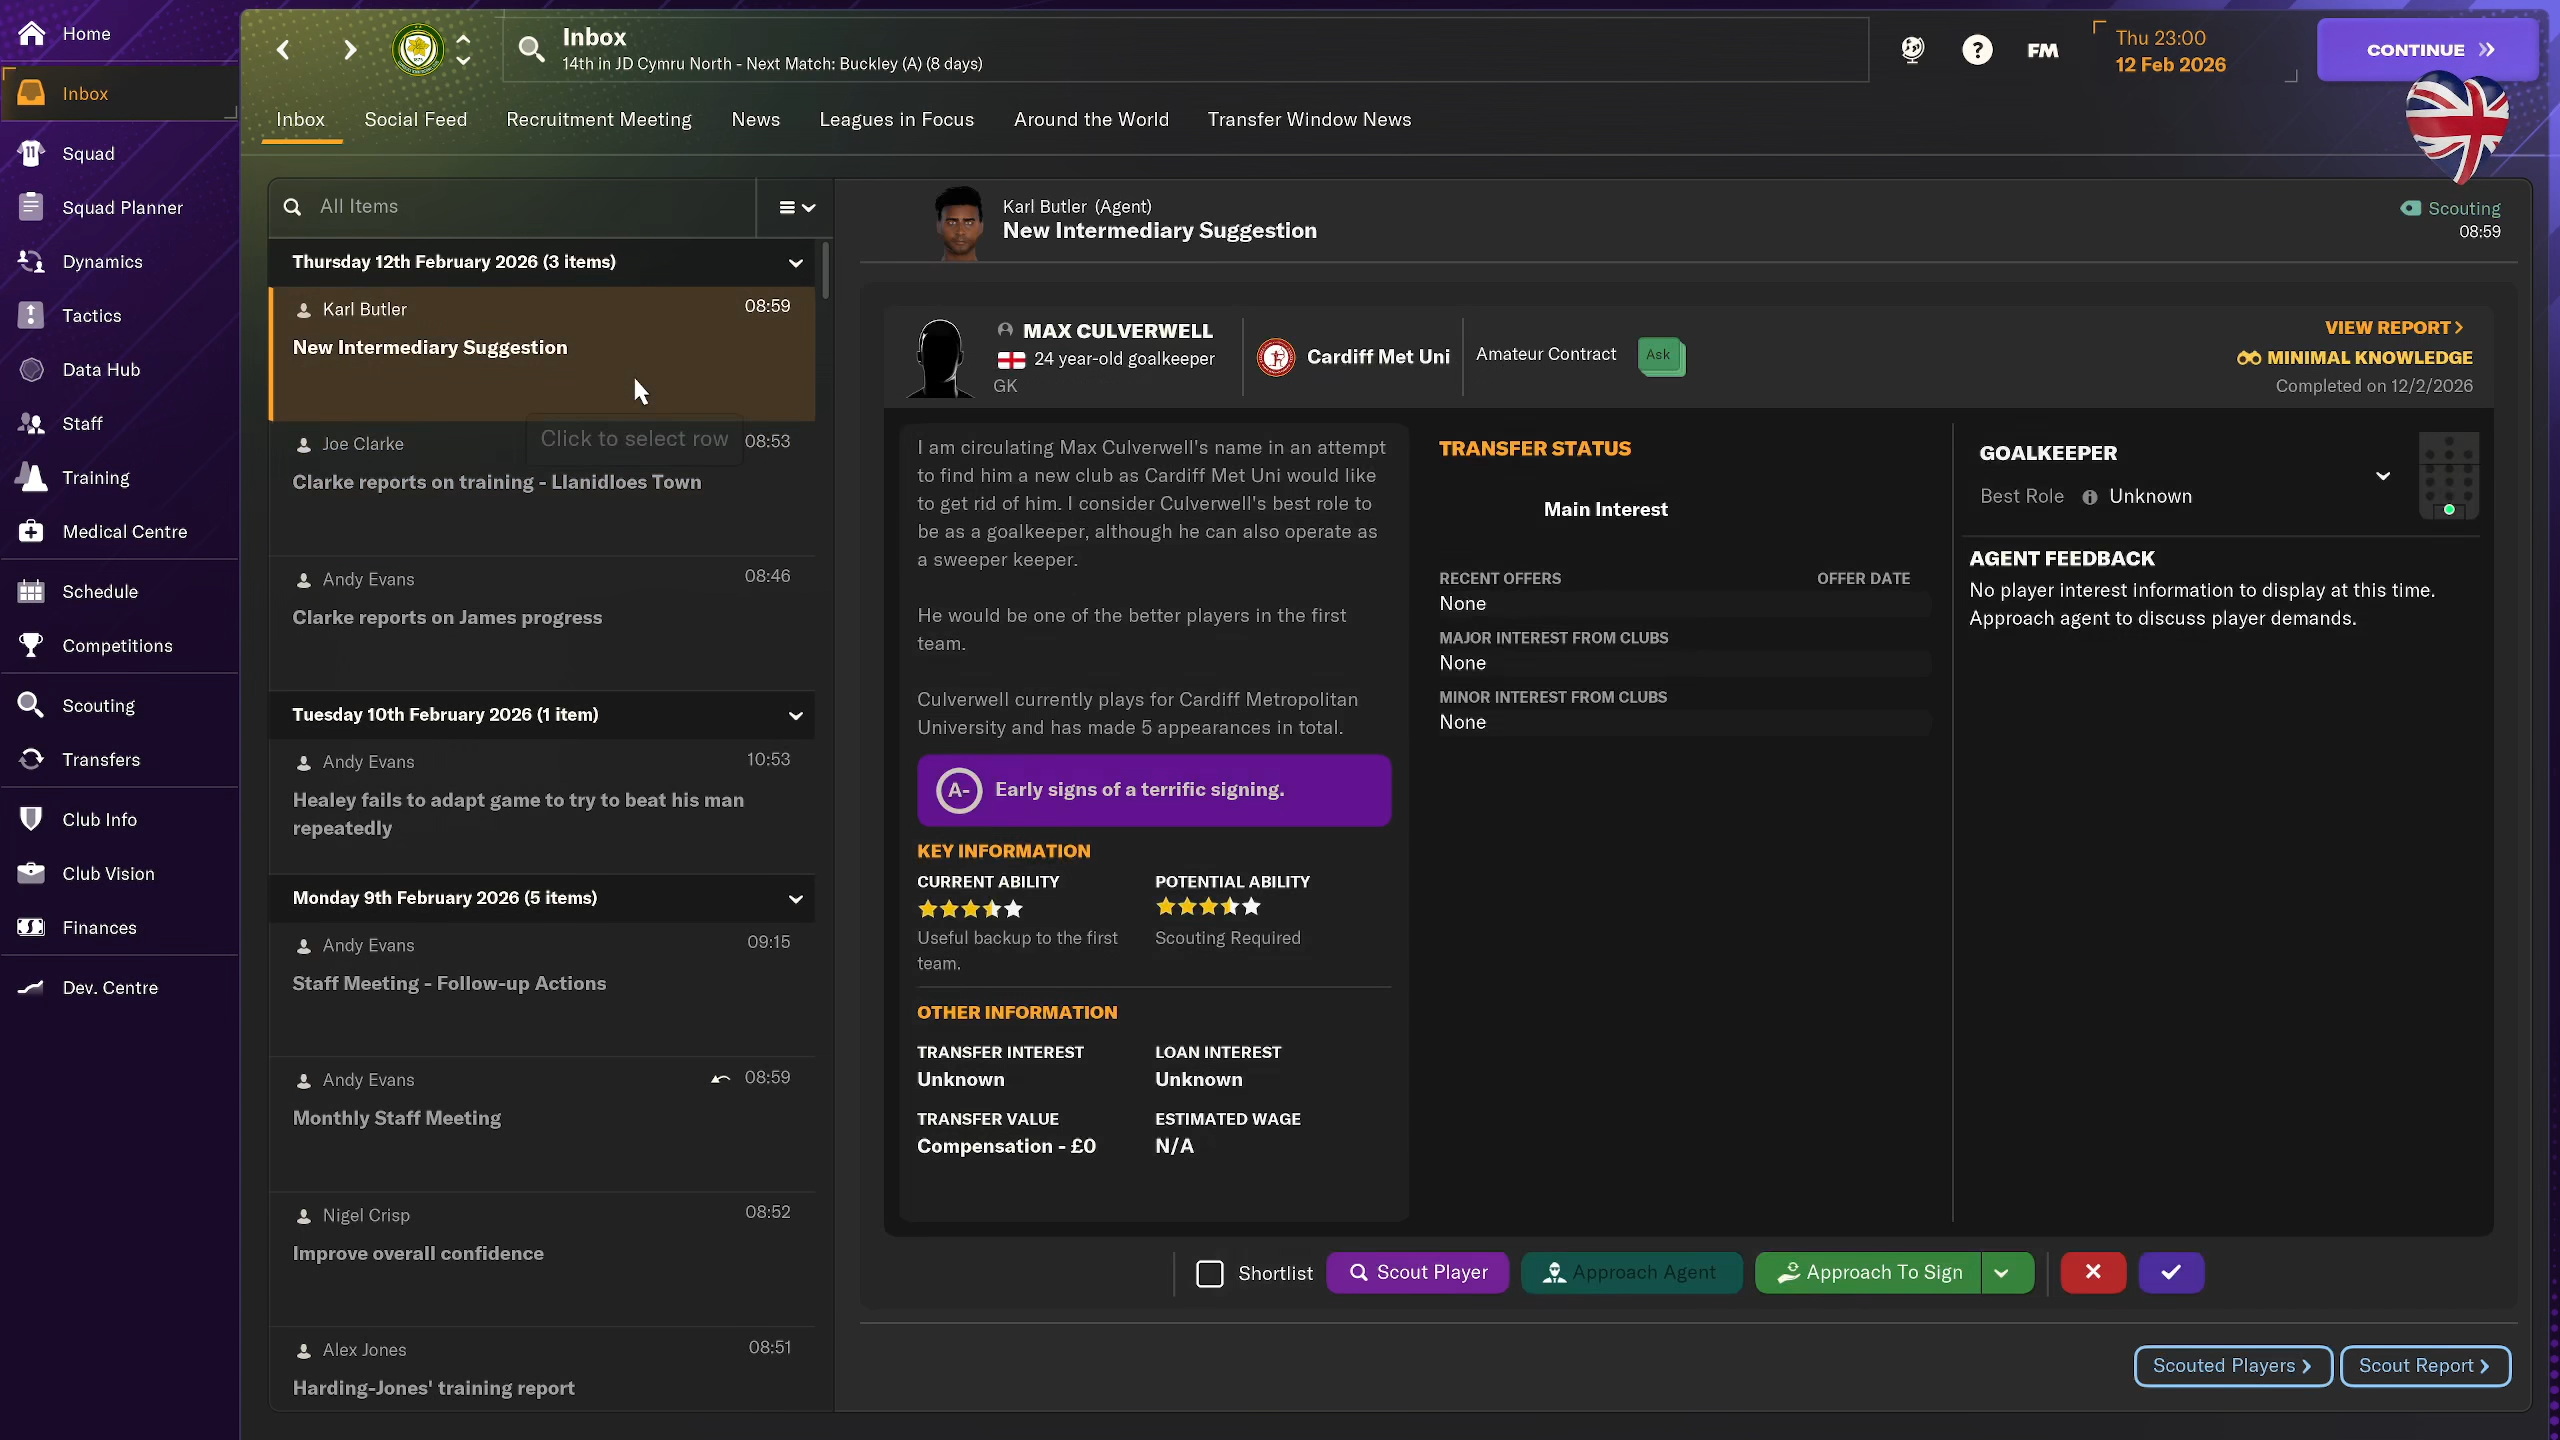 Home
Inbox
Squad
Squad Planner
Dynamics
Tactics
Data Hub
Staff
Training
Medical Centre
Schedule
Competitions
Scouting
Transfers
Club Info
Club Vision
Finances
Dev. Centre
Inbox
14th in JD Cymru North - Next Match: Buckley (A) (8 days)
?
FM
Thu 23:00
12 Feb 2026
CONTINUE
Inbox
Social Feed
Recruitment Meeting
News
Leagues in Focus
Around the World
Transfer Window News
All Items
Thursday 12th February 2026 (3 items)
Karl Butler
08:59
New Intermediary Suggestion
Click to select row
Joe Clarke
08:53
Clarke reports on training - Llanidloes Town
Andy Evans
08:46
Clarke reports on James progress
Tuesday 10th February 2026 (1 item)
Andy Evans
10:53
Healey fails to adapt game to try to beat his man
repeatedly
Monday 9th February 2026 (5 items)
Andy Evans
09:15
Staff Meeting - Follow-up Actions
Andy Evans
08:59
Monthly Staff Meeting
Nigel Crisp
08:52
Improve overall confidence
Alex Jones
08:51
Harding-Jones' training report
Karl Butler (Agent)
New Intermediary Suggestion
Scouting
08:59
MAX CULVERWELL
24 year-old goalkeeper
GK
Cardiff Met Uni
Amateur Contract
Ask
VIEW REPORT
MINIMAL KNOWLEDGE
Completed on 12/2/2026
I am circulating Max Culverwell's name in an attempt
to find him a new club as Cardiff Met Uni would like
to get rid of him. I consider Culverwell's best role to
be as a goalkeeper, although he can also operate as
a sweeper keeper.
He would be one of the better players in the first
team.
Culverwell currently plays for Cardiff Metropolitan
University and has made 5 appearances in total.
A-
Early signs of a terrific signing.
KEY INFORMATION
CURRENT ABILITY
POTENTIAL ABILITY
Useful backup to the first
team.
Scouting Required
OTHER INFORMATION
TRANSFER INTEREST
LOAN INTEREST
Unknown
Unknown
TRANSFER VALUE
ESTIMATED WAGE
Compensation - £0
N/A
TRANSFER STATUS
Main Interest
RECENT OFFERS
OFFER DATE
None
MAJOR INTEREST FROM CLUBS
None
MINOR INTEREST FROM CLUBS
None
GOALKEEPER
Best Role
Unknown
AGENT FEEDBACK
No player interest information to display at this time.
Approach agent to discuss player demands.
Shortlist
Scout Player
Approach Agent
Approach To Sign
Scouted Players
Scout Report